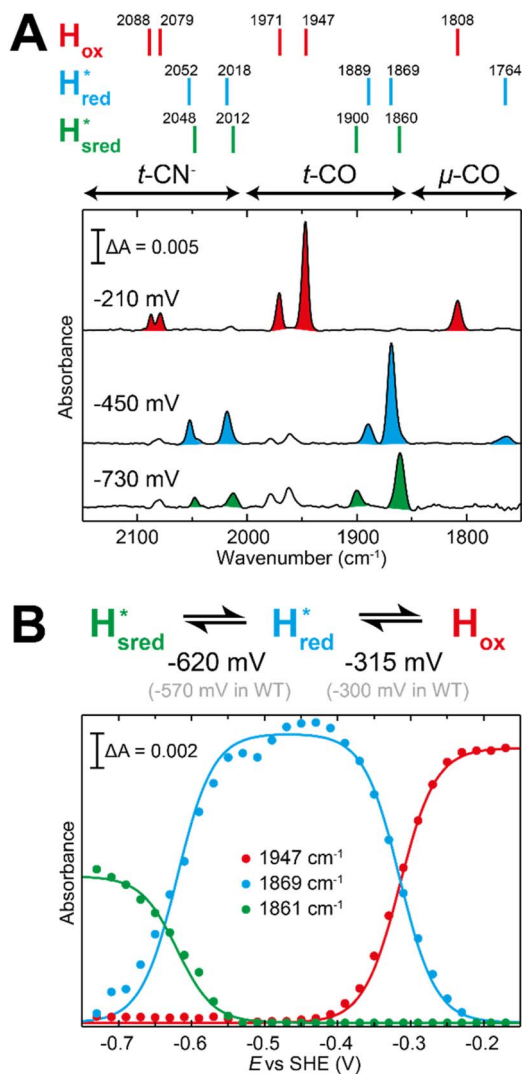 A
2088 2079 1971 1947 1808
Hox
2052 2018 1889 1869 1764
H*red
2048 2012 1900 1860
H*sred
t-CN- t-CO μ-CO
ΔA = 0.005
-210 mV
-450 mV
-730 mV
Absorbance
2100 2000 1900 1800
Wavenumber (cm-1)
B
H*sred ⇌ H*red ⇌ Hox
-620 mV -315 mV
(-570 mV in WT) (-300 mV in WT)
ΔA = 0.002
1947 cm-1
1869 cm-1
1861 cm-1
Absorbance
-0.7 -0.6 -0.5 -0.4 -0.3 -0.2
E vs SHE (V)